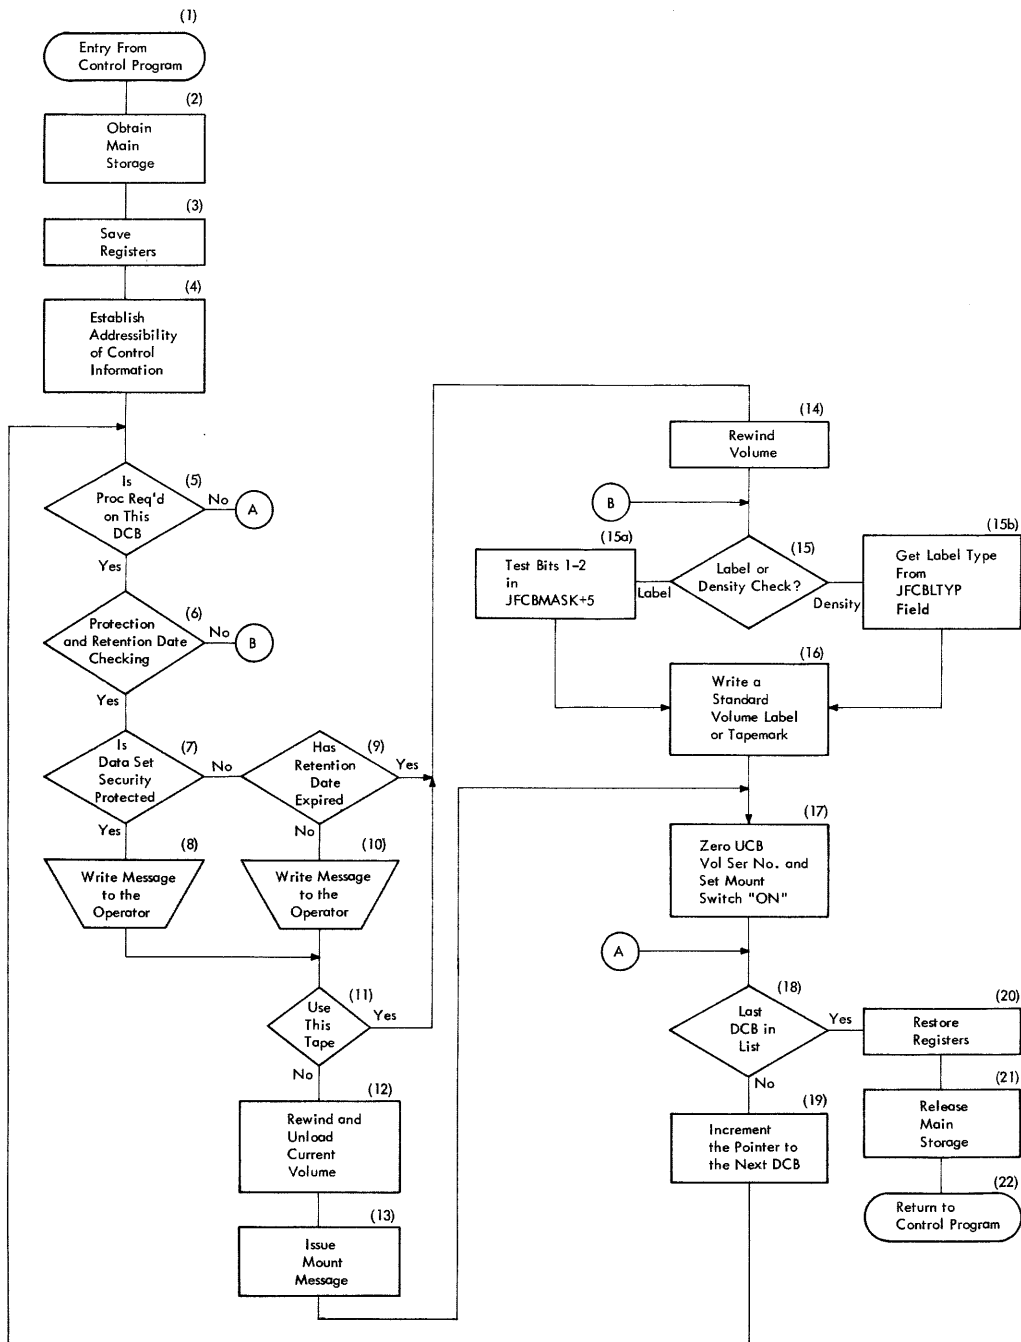 (1)
Entry From
Control Program
(2)
Obtain
Main
Storage
(3)
Save
Registers
(4)
Establish
Addressibility
of Control
Information
(5)
Is
Proc Req'd
on This
DCB
No
A
Yes
(6)
Protection
and Retention Date
Checking
No
B
Yes
(7)
Is
Data Set
Security
Protected
No
Yes
(8)
Write Message
to the
Operator
(9)
Has
Retention
Date
Expired
Yes
No
(10)
Write Message
to the
Operator
(11)
Use
This
Tape
Yes
No
(12)
Rewind and
Unload
Current
Volume
(13)
Issue
Mount
Message
(14)
Rewind
Volume
B
(15)
Label or
Density Check?
Label
Density
(15a)
Test Bits 1-2
in
JFCBMASK+5
(15b)
Get Label Type
From
JFCBLTYP
Field
(16)
Write a
Standard
Volume Label
or Tapemark
(17)
Zero UCB
Vol Ser No. and
Set Mount
Switch "ON"
A
(18)
Last
DCB in
List
Yes
No
(19)
Increment
the Pointer to
the Next DCB
(20)
Restore
Registers
(21)
Release
Main
Storage
(22)
Return to
Control Program